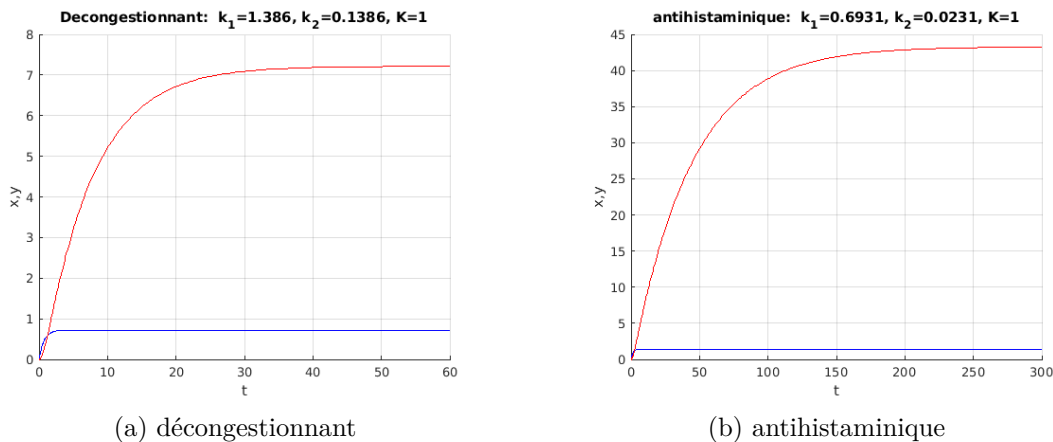 Decongestionnant: k₁=1.386, k₂=0.1386, K=1
8
7
6
5
4
3
2
1
0
x,y
0 10 20 30 40 50 60
t
(a) décongestionnant
antihistaminique: k₁=0.6931, k₂=0.0231, K=1
45
40
35
30
25
20
15
10
5
0
x,y
0 50 100 150 200 250 300
t
(b) antihistaminique